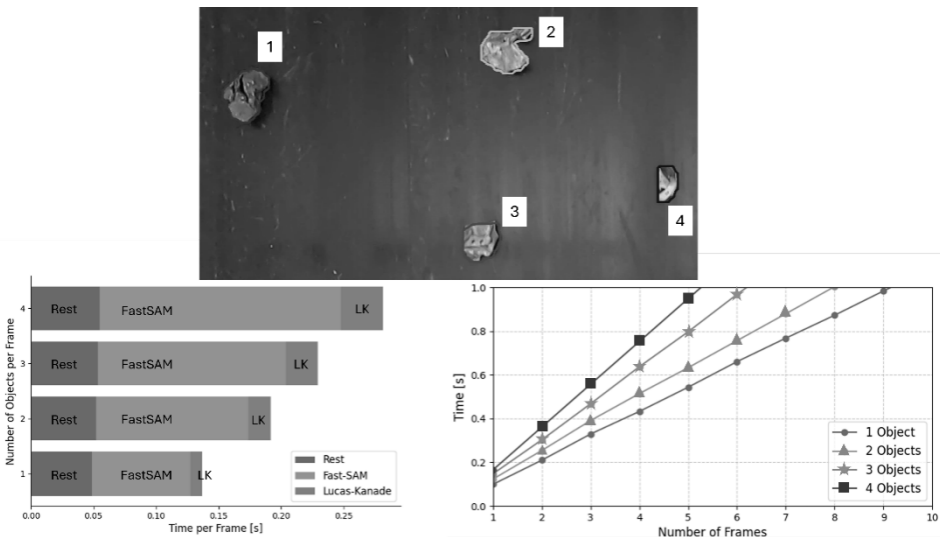 1
2
3
4
Number of Objects per Frame
4
Rest FastSAM LK
3
Rest FastSAM LK
2
Rest FastSAM LK
1
Rest FastSAM LK
Rest
Fast-SAM
Lucas-Kanade
0.00 0.05 0.10 0.15 0.20 0.25
Time per Frame [s]
Time [s]
1.0
0.8
0.6
0.4
0.2
0.0
1 Object
2 Objects
3 Objects
4 Objects
1 2 3 4 5 6 7 8 9 10
Number of Frames